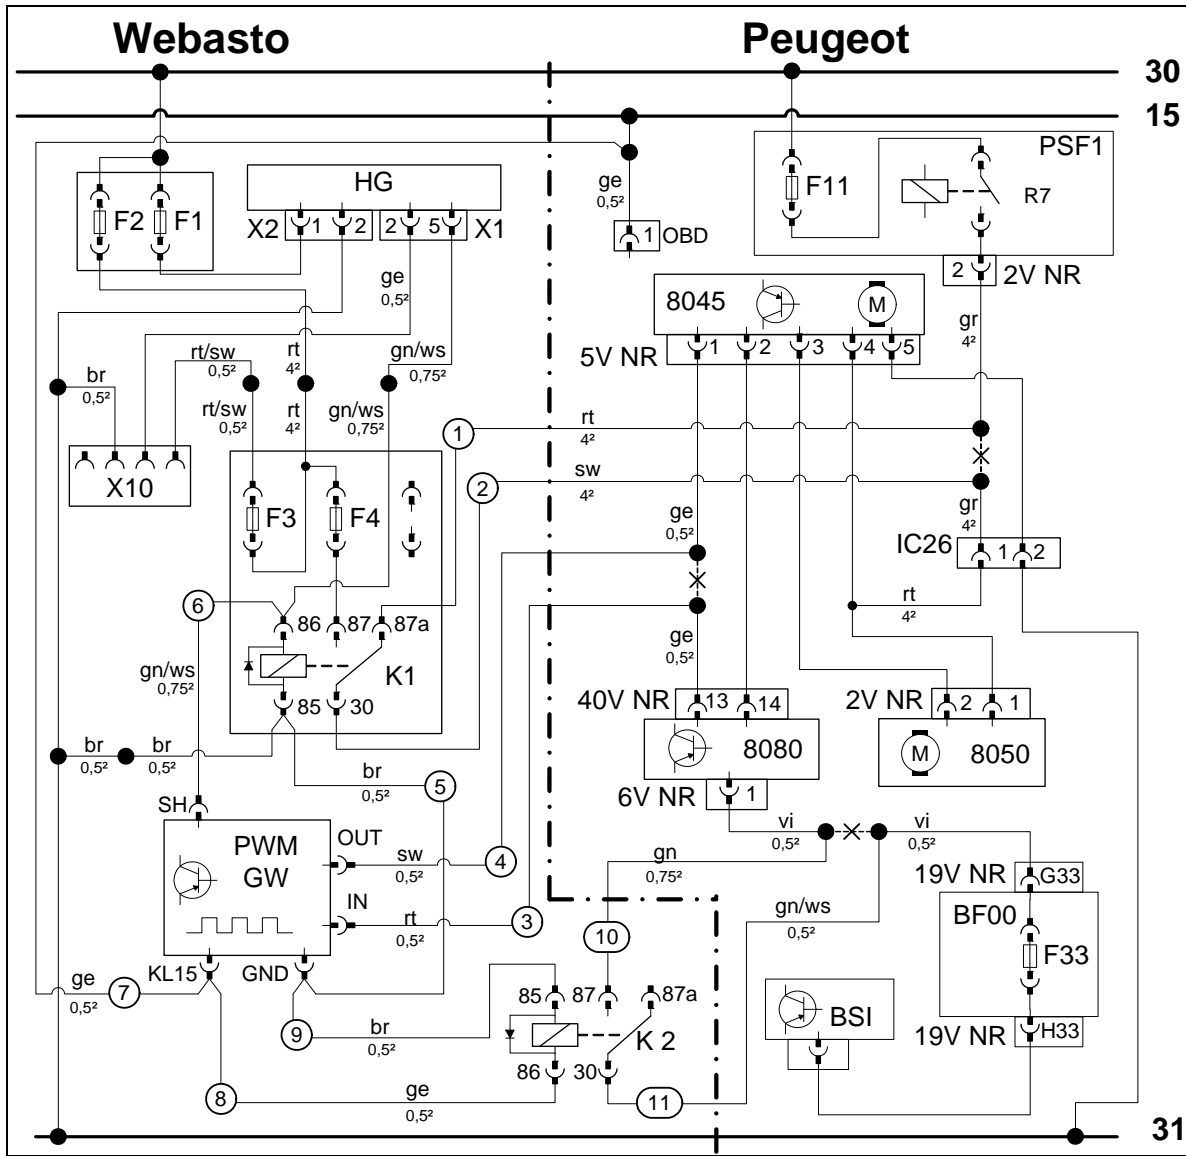 Webasto Peugeot
30
15
PSF1
HG
F2 F1
X2 1 2 2 5 X1
ge
0,5²
1 OBD
F11
R7
2 2V NR
ge
0,5²
8045 M
gr
4²
5V NR 1 2 3 4 5
rt/sw
0,5²
rt
4²
gn/ws
0,75²
br
0,5²
rt/sw
0,5²
rt
4²
gn/ws
0,75²
1
rt
4²
X10
2
sw
4²
F3 F4
ge
0,5²
gr
4²
IC26 1 2
6
86 87 87a
rt
4²
ge
0,5²
gn/ws
0,75²
K1
85 30
40V NR 13 14
2V NR 2 1
8080
M 8050
br
0,5²
br
0,5²
br
0,5²
5
6V NR 1
SH
PWM
GW
OUT
sw
0,5²
4
vi
0,5²
vi
0,5²
gn
0,75²
19V NR G33
IN
rt
0,5²
3
10
gn/ws
0,5²
BF00
F33
KL15 GND
ge
0,5²
7
85 87 87a
BSI
9
br
0,5²
K 2
19V NR H33
86 30
8
ge
0,5²
11
31